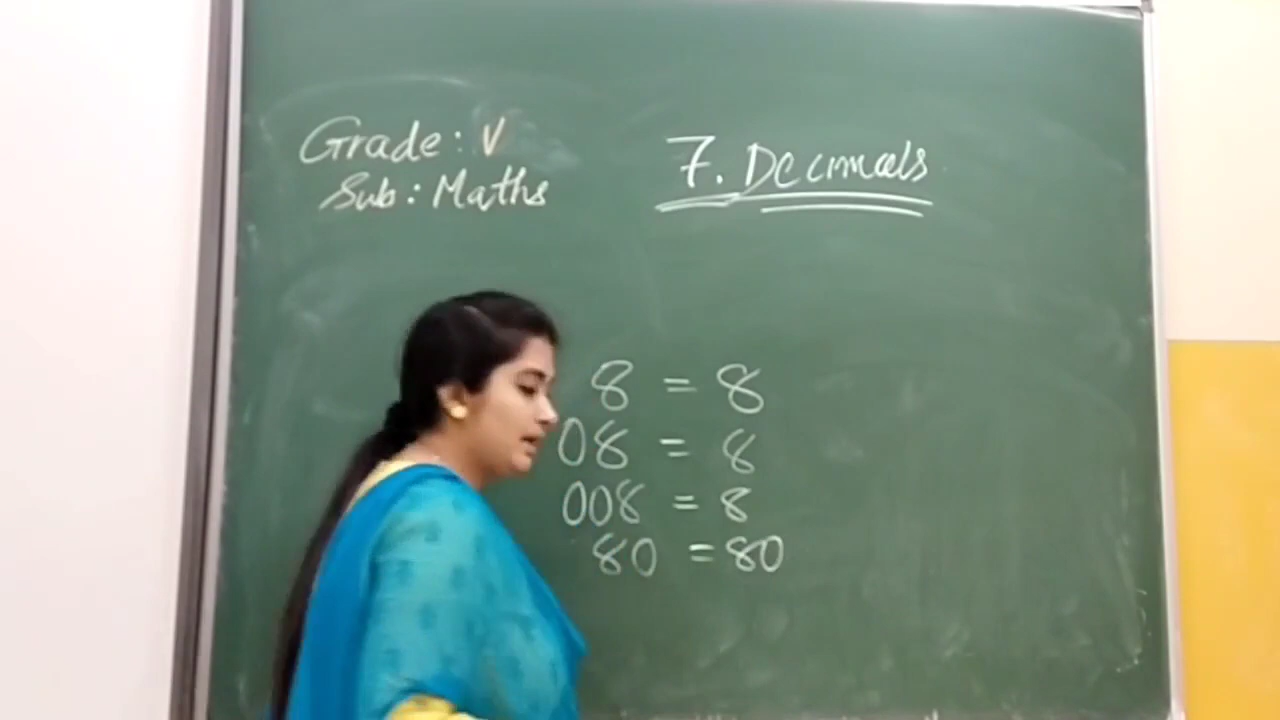 Grade: V
Sub: Maths
7. Decimals
8 = 8
08 = 8
008 = 8
80 = 80